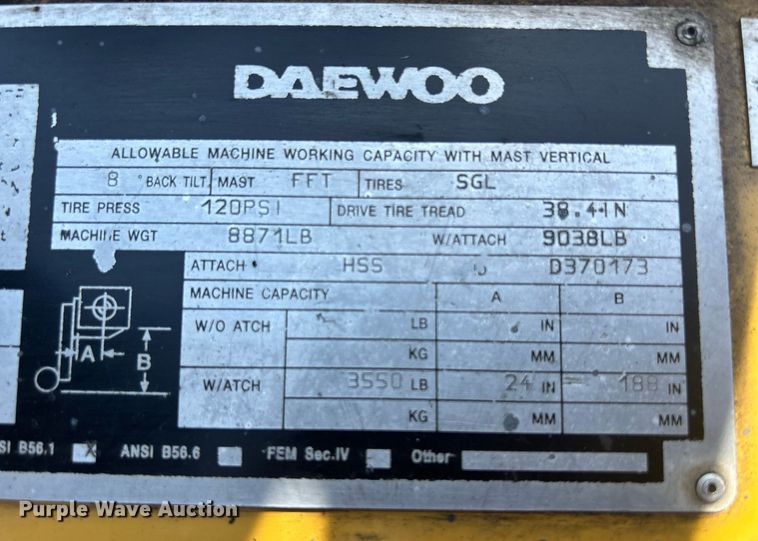 DAEWOO
ALLOWABLE MACHINE WORKING CAPACITY WITH MAST VERTICAL
8 °BACK TILT MAST FFT TIRES SGL
TIRE PRESS 120PSI DRIVE TIRE TREAD 38.4IN
MACHINE WGT 8871LB W/ATTACH 9038LB
ATTACH HSS D370173
MACHINE CAPACITY A B
W/O ATCH LB IN IN
KG MM MM
W/ATCH 3550 LB 24 IN 188 IN
KG MM MM
A B
SI B56.1 X ANSI B56.6 FEM Sec.IV Other
Purple Wave Auction